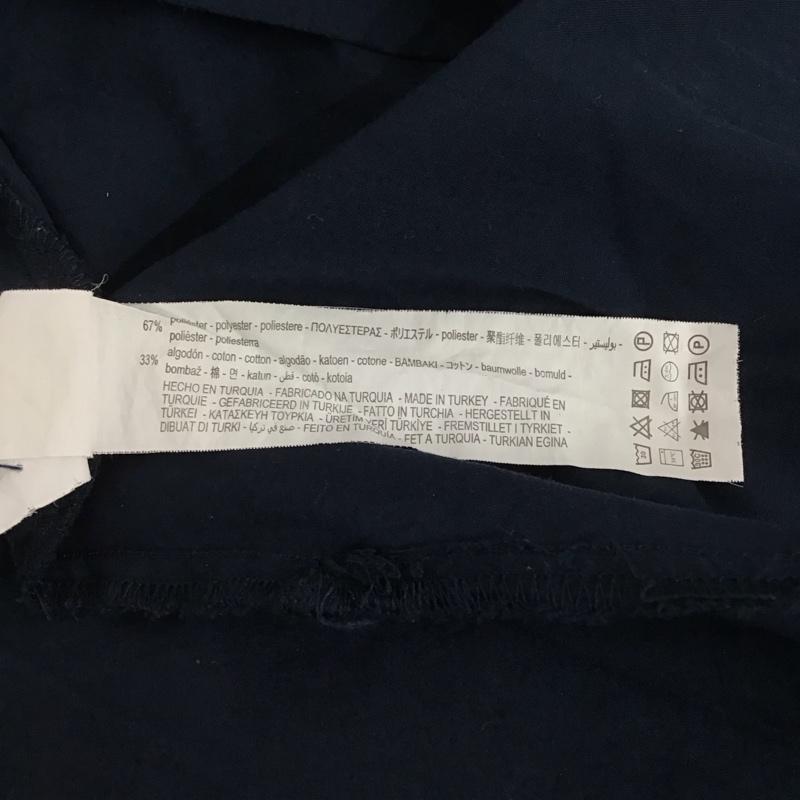 67% poliéster - polyester - poliestere - ΠΟΛΥΕΣΤΕΡΑΣ - ポリエステル - poliester - 聚酯纤维 - 폴리에스터 - بوليستير -
polièster - poliesterra
33% algodón - coton - cotton - algodão - katoen - cotone - BAMBAKI - コットン - baumwolle - bomuld -
bombaž - 棉 - 면 - katun - قطن - cotó - kotoia
HECHO EN TURQUIA - FABRICADO NA TURQUIA - MADE IN TURKEY - FABRIQUÉ EN
TURQUIE - GEFABRICEERD IN TURKIJE - FATTO IN TURCHIA - HERGESTELLT IN
TÜRKEI - ΚΑΤΑΣΚΕΥΗ ΤΟΥΡΚΙΑ - ÜRETIM YERİ TÜRKİYE - FREMSTILLET I TYRKIET -
DIBUAT DI TURKI - صنع في تركيا - FEITO EN TURQUIA - FET A TURQUIA - TURKIAN EGINA